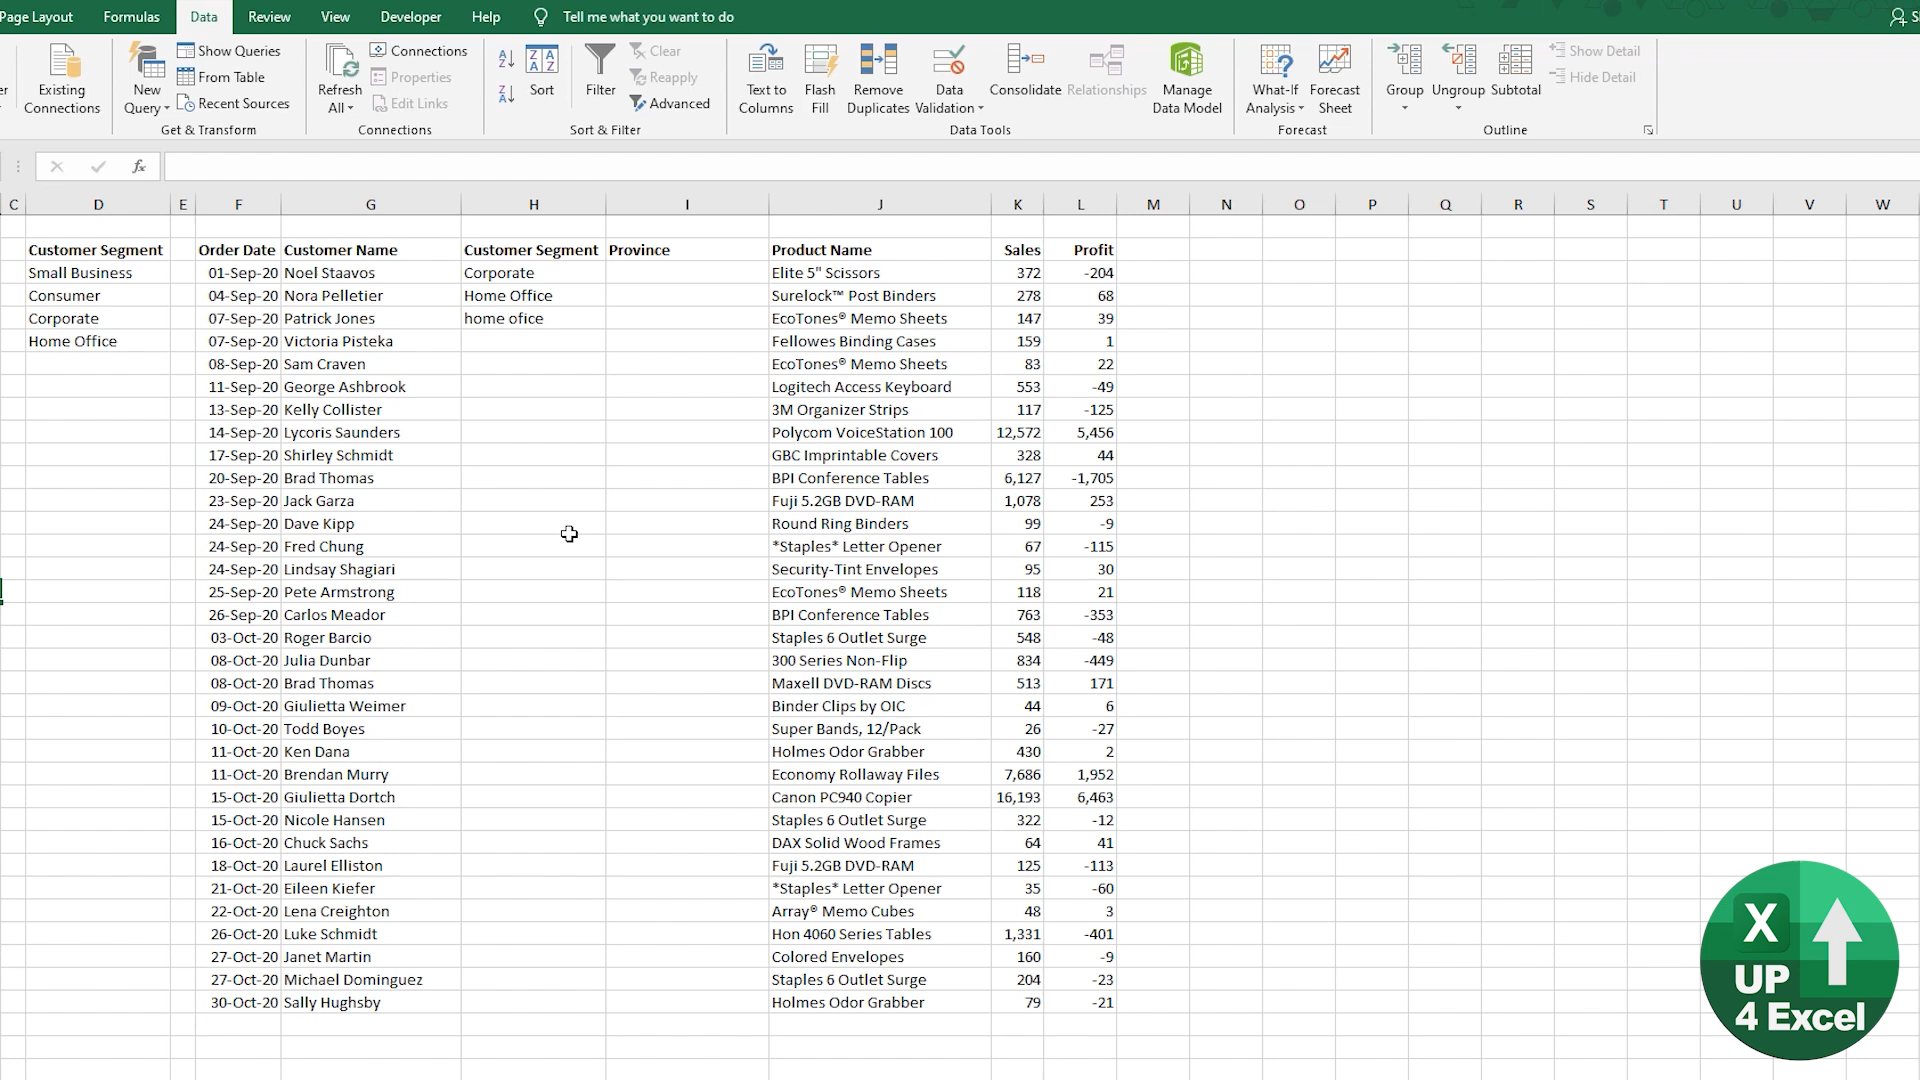 Page Layout Formulas Data Review View Developer Help Tell me what you want to do
Existing Connections
New Query
Show Queries
From Table
Recent Sources
Get & Transform
Refresh All
Connections
Properties
Edit Links
Connections
Sort
Filter
Clear
Reapply
Advanced
Sort & Filter
Text to Columns
Flash Fill
Remove Duplicates
Data Validation
Consolidate
Relationships
Manage Data Model
Data Tools
What-If Analysis
Forecast Sheet
Forecast
Group
Ungroup
Subtotal
Show Detail
Hide Detail
Outline
fx
C D E F G H I J K L M N O P Q R S T U V W
Customer Segment Order Date Customer Name Customer Segment Province Product Name Sales Profit
Small Business 01-Sep-20 Noel Staavos Corporate Elite 5" Scissors 372 -204
Consumer 04-Sep-20 Nora Pelletier Home Office Surelock™ Post Binders 278 68
Corporate 07-Sep-20 Patrick Jones home ofice EcoTones® Memo Sheets 147 39
Home Office 07-Sep-20 Victoria Pisteka Fellowes Binding Cases 159 1
08-Sep-20 Sam Craven EcoTones® Memo Sheets 83 22
11-Sep-20 George Ashbrook Logitech Access Keyboard 553 -49
13-Sep-20 Kelly Collister 3M Organizer Strips 117 -125
14-Sep-20 Lycoris Saunders Polycom VoiceStation 100 12,572 5,456
17-Sep-20 Shirley Schmidt GBC Imprintable Covers 328 44
20-Sep-20 Brad Thomas BPI Conference Tables 6,127 -1,705
23-Sep-20 Jack Garza Fuji 5.2GB DVD-RAM 1,078 253
24-Sep-20 Dave Kipp Round Ring Binders 99 -9
24-Sep-20 Fred Chung *Staples* Letter Opener 67 -115
24-Sep-20 Lindsay Shagiari Security-Tint Envelopes 95 30
25-Sep-20 Pete Armstrong EcoTones® Memo Sheets 118 21
26-Sep-20 Carlos Meador BPI Conference Tables 763 -353
03-Oct-20 Roger Barcio Staples 6 Outlet Surge 548 -48
08-Oct-20 Julia Dunbar 300 Series Non-Flip 834 -449
08-Oct-20 Brad Thomas Maxell DVD-RAM Discs 513 171
09-Oct-20 Giulietta Weimer Binder Clips by OIC 44 6
10-Oct-20 Todd Boyes Super Bands, 12/Pack 26 -27
11-Oct-20 Ken Dana Holmes Odor Grabber 430 2
11-Oct-20 Brendan Murry Economy Rollaway Files 7,686 1,952
15-Oct-20 Giulietta Dortch Canon PC940 Copier 16,193 6,463
15-Oct-20 Nicole Hansen Staples 6 Outlet Surge 322 -12
16-Oct-20 Chuck Sachs DAX Solid Wood Frames 64 41
18-Oct-20 Laurel Elliston Fuji 5.2GB DVD-RAM 125 -113
21-Oct-20 Eileen Kiefer *Staples* Letter Opener 35 -60
22-Oct-20 Lena Creighton Array® Memo Cubes 48 3
26-Oct-20 Luke Schmidt Hon 4060 Series Tables 1,331 -401
27-Oct-20 Janet Martin Colored Envelopes 160 -9
27-Oct-20 Michael Dominguez Staples 6 Outlet Surge 204 -23
30-Oct-20 Sally Hughsby Holmes Odor Grabber 79 -21
X
UP
4 Excel